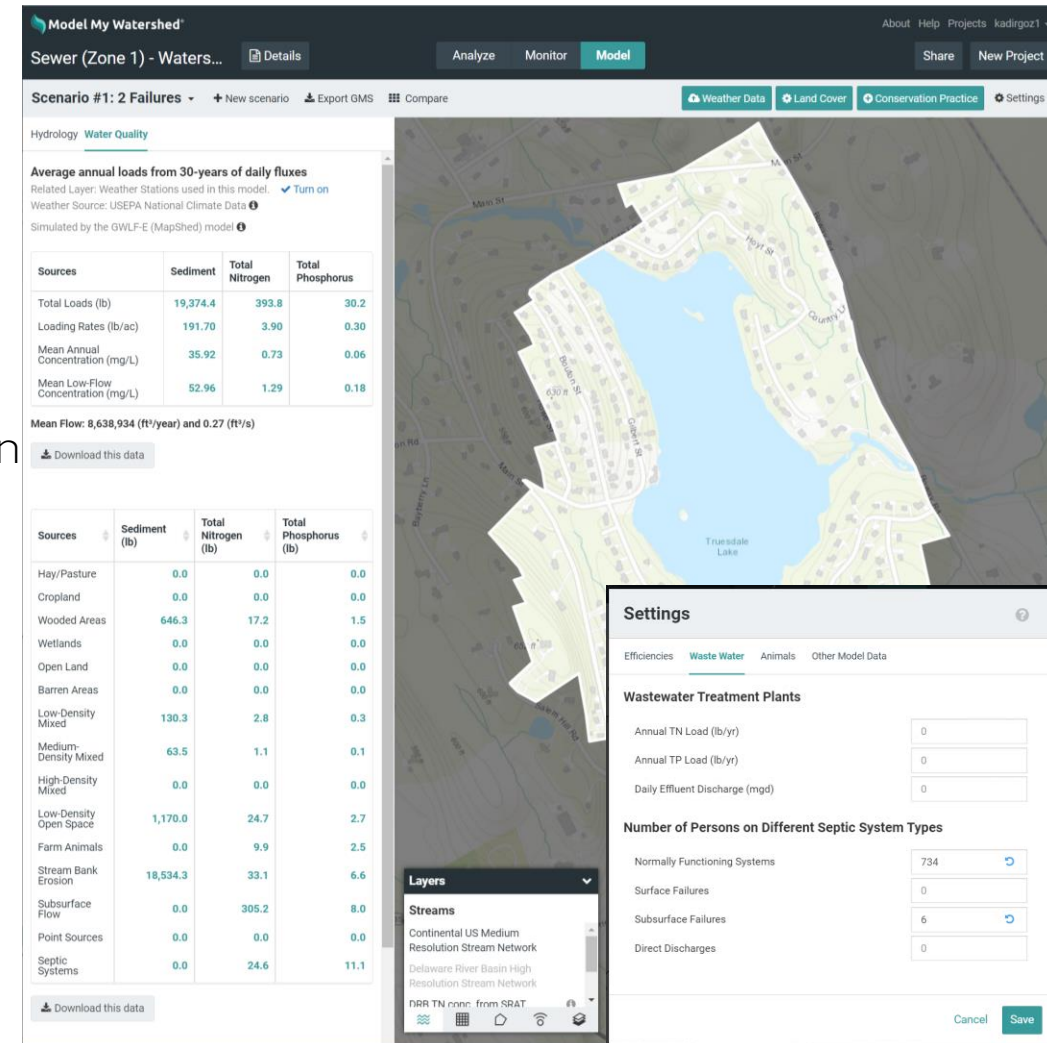 Model My Watershed®
About Help Projects kadirgoz1
Sewer (Zone 1) - Waters...
Details
Analyze Monitor Model
Share New Project
Scenario #1: 2 Failures
New scenario
Export GMS
Compare
Weather Data
Land Cover
Conservation Practice
Settings
Hydrology Water Quality
Average annual loads from 30-years of daily fluxes
Related Layer: Weather Stations used in this model. Turn on
Weather Source: USEPA National Climate Data
Simulated by the GWLF-E (MapShed) model
Sources Sediment Total Nitrogen Total Phosphorus
Total Loads (lb) 19,374.4 393.8 30.2
Loading Rates (lb/ac) 191.70 3.90 0.30
Mean Annual Concentration (mg/L) 35.92 0.73 0.06
Mean Low-Flow Concentration (mg/L) 52.96 1.29 0.18
Mean Flow: 8,638,934 (ft³/year) and 0.27 (ft³/s)
n
Download this data
Sources Sediment (lb) Total Nitrogen (lb) Total Phosphorus (lb)
Hay/Pasture 0.0 0.0 0.0
Cropland 0.0 0.0 0.0
Wooded Areas 646.3 17.2 1.5
Wetlands 0.0 0.0 0.0
Open Land 0.0 0.0 0.0
Barren Areas 0.0 0.0 0.0
Low-Density Mixed 130.3 2.8 0.3
Medium-Density Mixed 63.5 1.1 0.1
High-Density Mixed 0.0 0.0 0.0
Low-Density Open Space 1,170.0 24.7 2.7
Farm Animals 0.0 9.9 2.5
Stream Bank Erosion 18,534.3 33.1 6.6
Subsurface Flow 0.0 305.2 8.0
Point Sources 0.0 0.0 0.0
Septic Systems 0.0 24.6 11.1
Download this data
Main St
Main St
Hoyt St
Country
Bouton St
630 ft
Gilbert St
Main St
Bayberry Ln
Truesdale Lake
Salem Hill Rd
Layers
Streams
Continental US Medium Resolution Stream Network
Delaware River Basin High Resolution Stream Network
DRB TN conc. from SRAT
Settings
Efficiencies Waste Water Animals Other Model Data
Wastewater Treatment Plants
Annual TN Load (lb/yr) 0
Annual TP Load (lb/yr) 0
Daily Effluent Discharge (mgd) 0
Number of Persons on Different Septic System Types
Normally Functioning Systems 734
Surface Failures 0
Subsurface Failures 6
Direct Discharges 0
Cancel Save